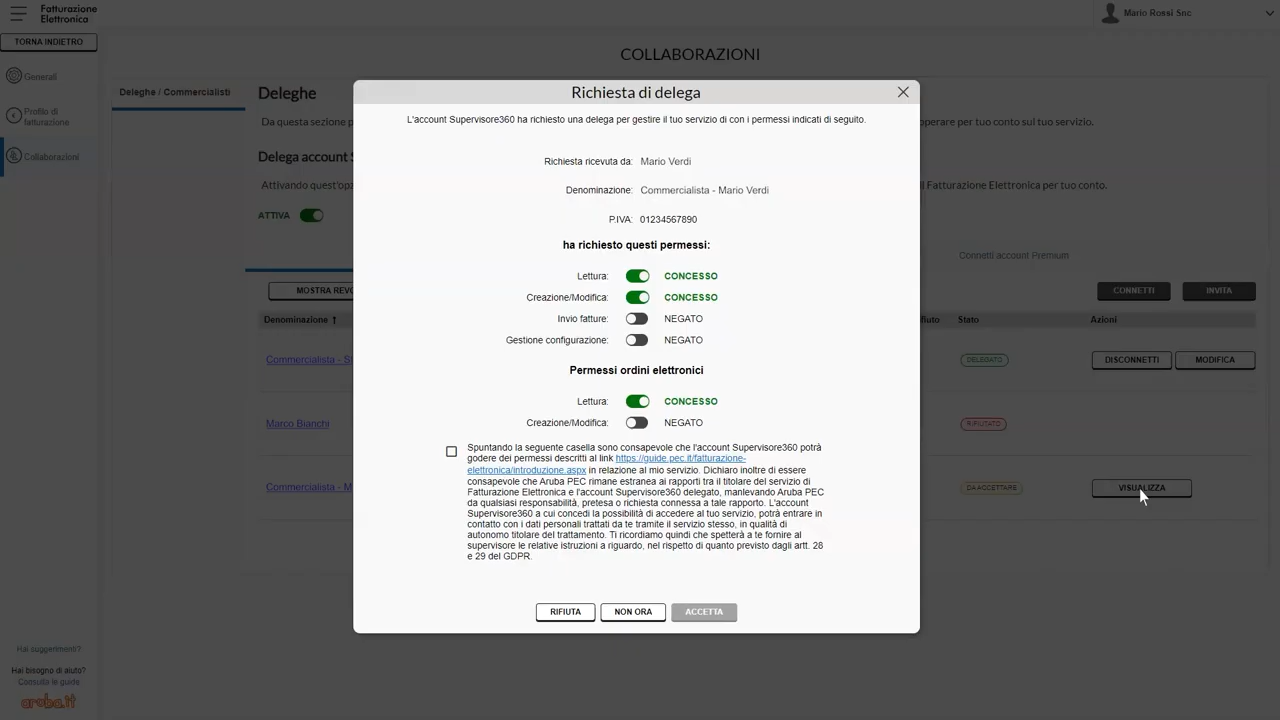 Fatturazione
Elettronica
Mario Rossi Snc
TORNA INDIETRO
Generali
Profilo di
fatturazione
Collaborazioni
COLLABORAZIONI
Deleghe / Commercialisti
Deleghe
Da questa sezione
operare per tuo conto sul tuo servizio.
Delega account
Attivando quest'opz
Fatturazione Elettronica per tuo conto.
ATTIVA
Connetti account Premium
MOSTRA REVO
CONNETTI
INVITA
Denominazione ↑
Stato
Azioni
Commercialista - S
DELEGATO
DISCONNETTI
MODIFICA
Marco Bianchi
RIFIUTATO
Commercialista - M
DA ACCETTARE
VISUALIZZA
Richiesta di delega
L'account Supervisore360 ha richiesto una delega per gestire il tuo servizio di con i permessi indicati di seguito.
Richiesta ricevuta da: Mario Verdi
Denominazione: Commercialista - Mario Verdi
P.IVA: 01234567890
ha richiesto questi permessi:
Lettura: CONCESSO
Creazione/Modifica: CONCESSO
Invio fatture: NEGATO
Gestione configurazione: NEGATO
Permessi ordini elettronici
Lettura: CONCESSO
Creazione/Modifica: NEGATO
Spuntando la seguente casella sono consapevole che l'account Supervisore360 potrà
godere dei permessi descritti al link https://guide.pec.it/fatturazione-
elettronica/introduzione.aspx in relazione al mio servizio. Dichiaro inoltre di essere
consapevole che Aruba PEC rimane estranea ai rapporti tra il titolare del servizio di
Fatturazione Elettronica e l'account Supervisore360 delegato, manlevando Aruba PEC
da qualsiasi responsabilità, pretesa o richiesta connessa a tale rapporto. L'account
Supervisore360 a cui concedi la possibilità di accedere al tuo servizio, potrà entrare in
contatto con i dati personali trattati da te tramite il servizio stesso, in qualità di
autonomo titolare del trattamento. Ti ricordiamo quindi che spetterà a te fornire al
supervisore le relative istruzioni a riguardo, nel rispetto di quanto previsto dagli artt. 28
e 29 del GDPR.
RIFIUTA
NON ORA
ACCETTA
Hai suggerimenti?
Hai bisogno di aiuto?
Consulta le guide
aruba.it